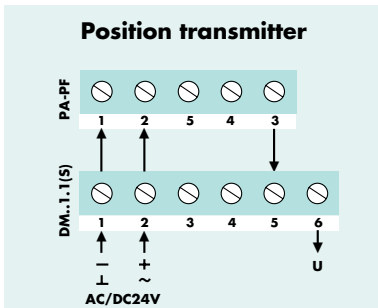 Position transmitter
PA-PF
1 2 5 4 3
DM..1.1(S)
1 2 3 4 5 6
− +
⊥ ~ U
AC/DC24V